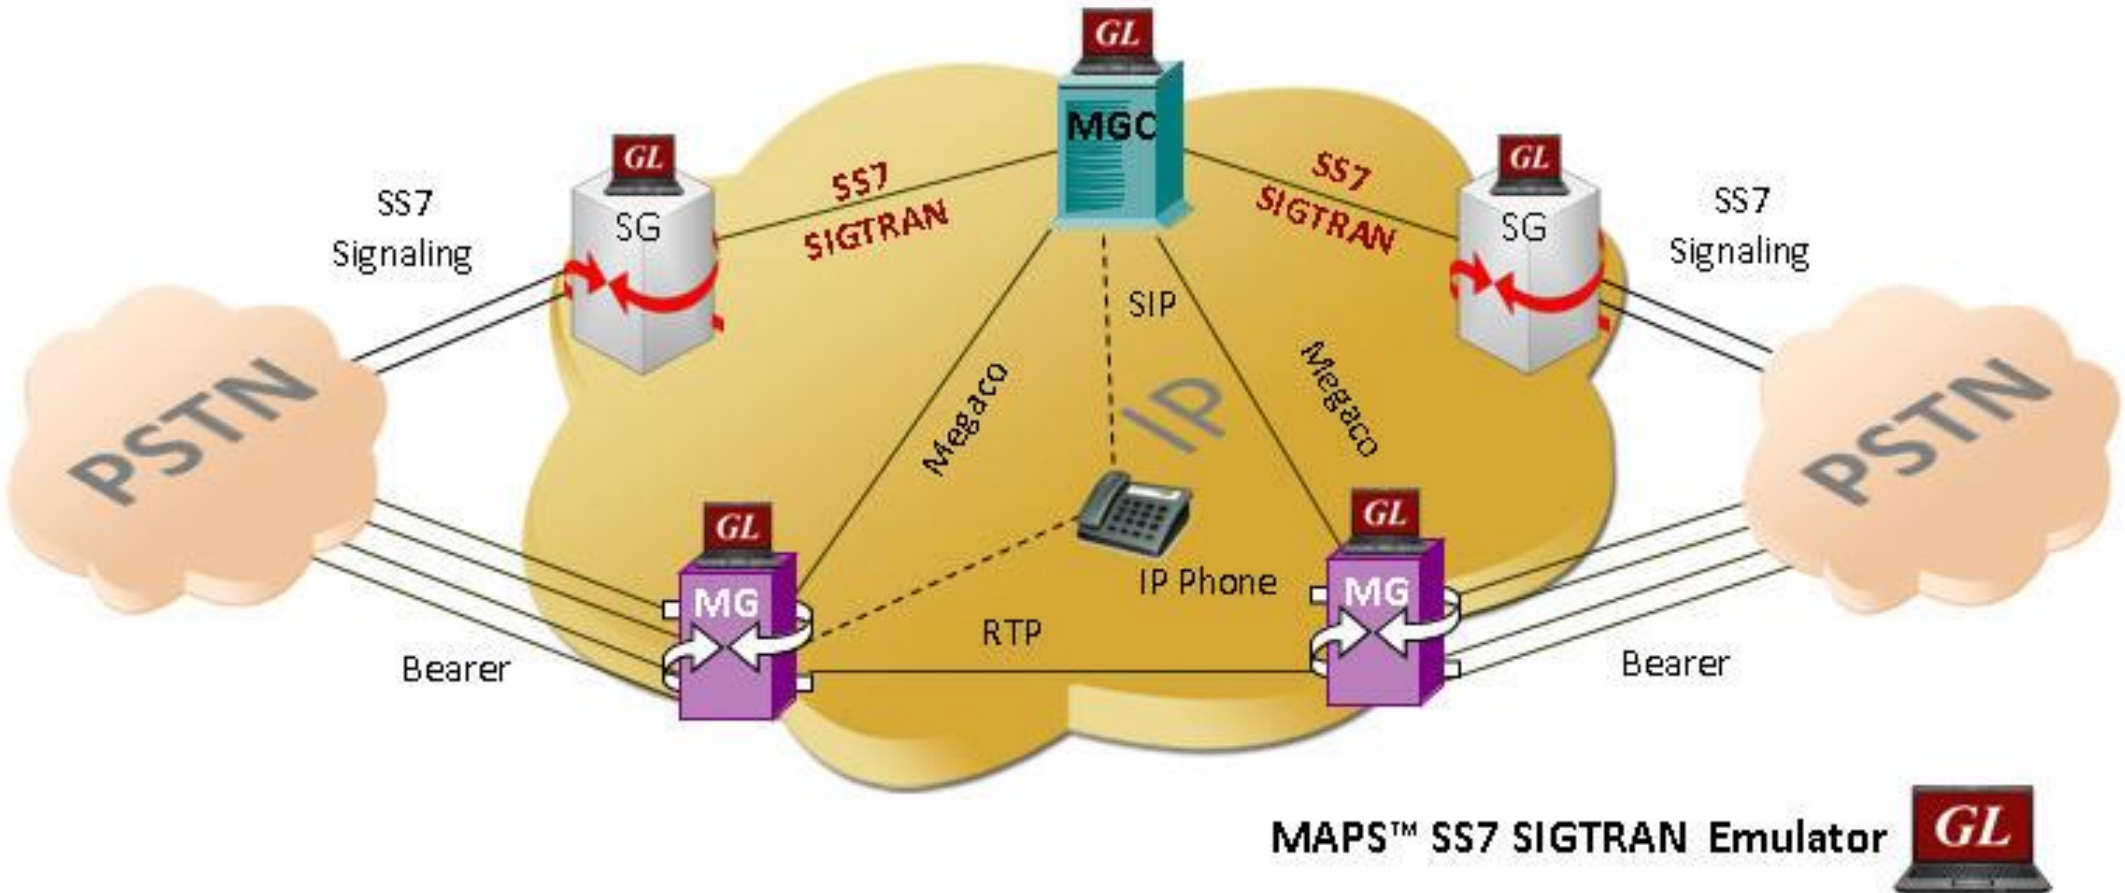 GL
MGC
GL
SG
GL
SG
SS7
Signaling
SS7
SIGTRAN
SS7
SIGTRAN
SS7
Signaling
SIP
PSTN
Megaco
IP
Megaco
PSTN
GL
MG
IP Phone
GL
MG
RTP
Bearer
Bearer
MAPS™ SS7 SIGTRAN Emulator
GL